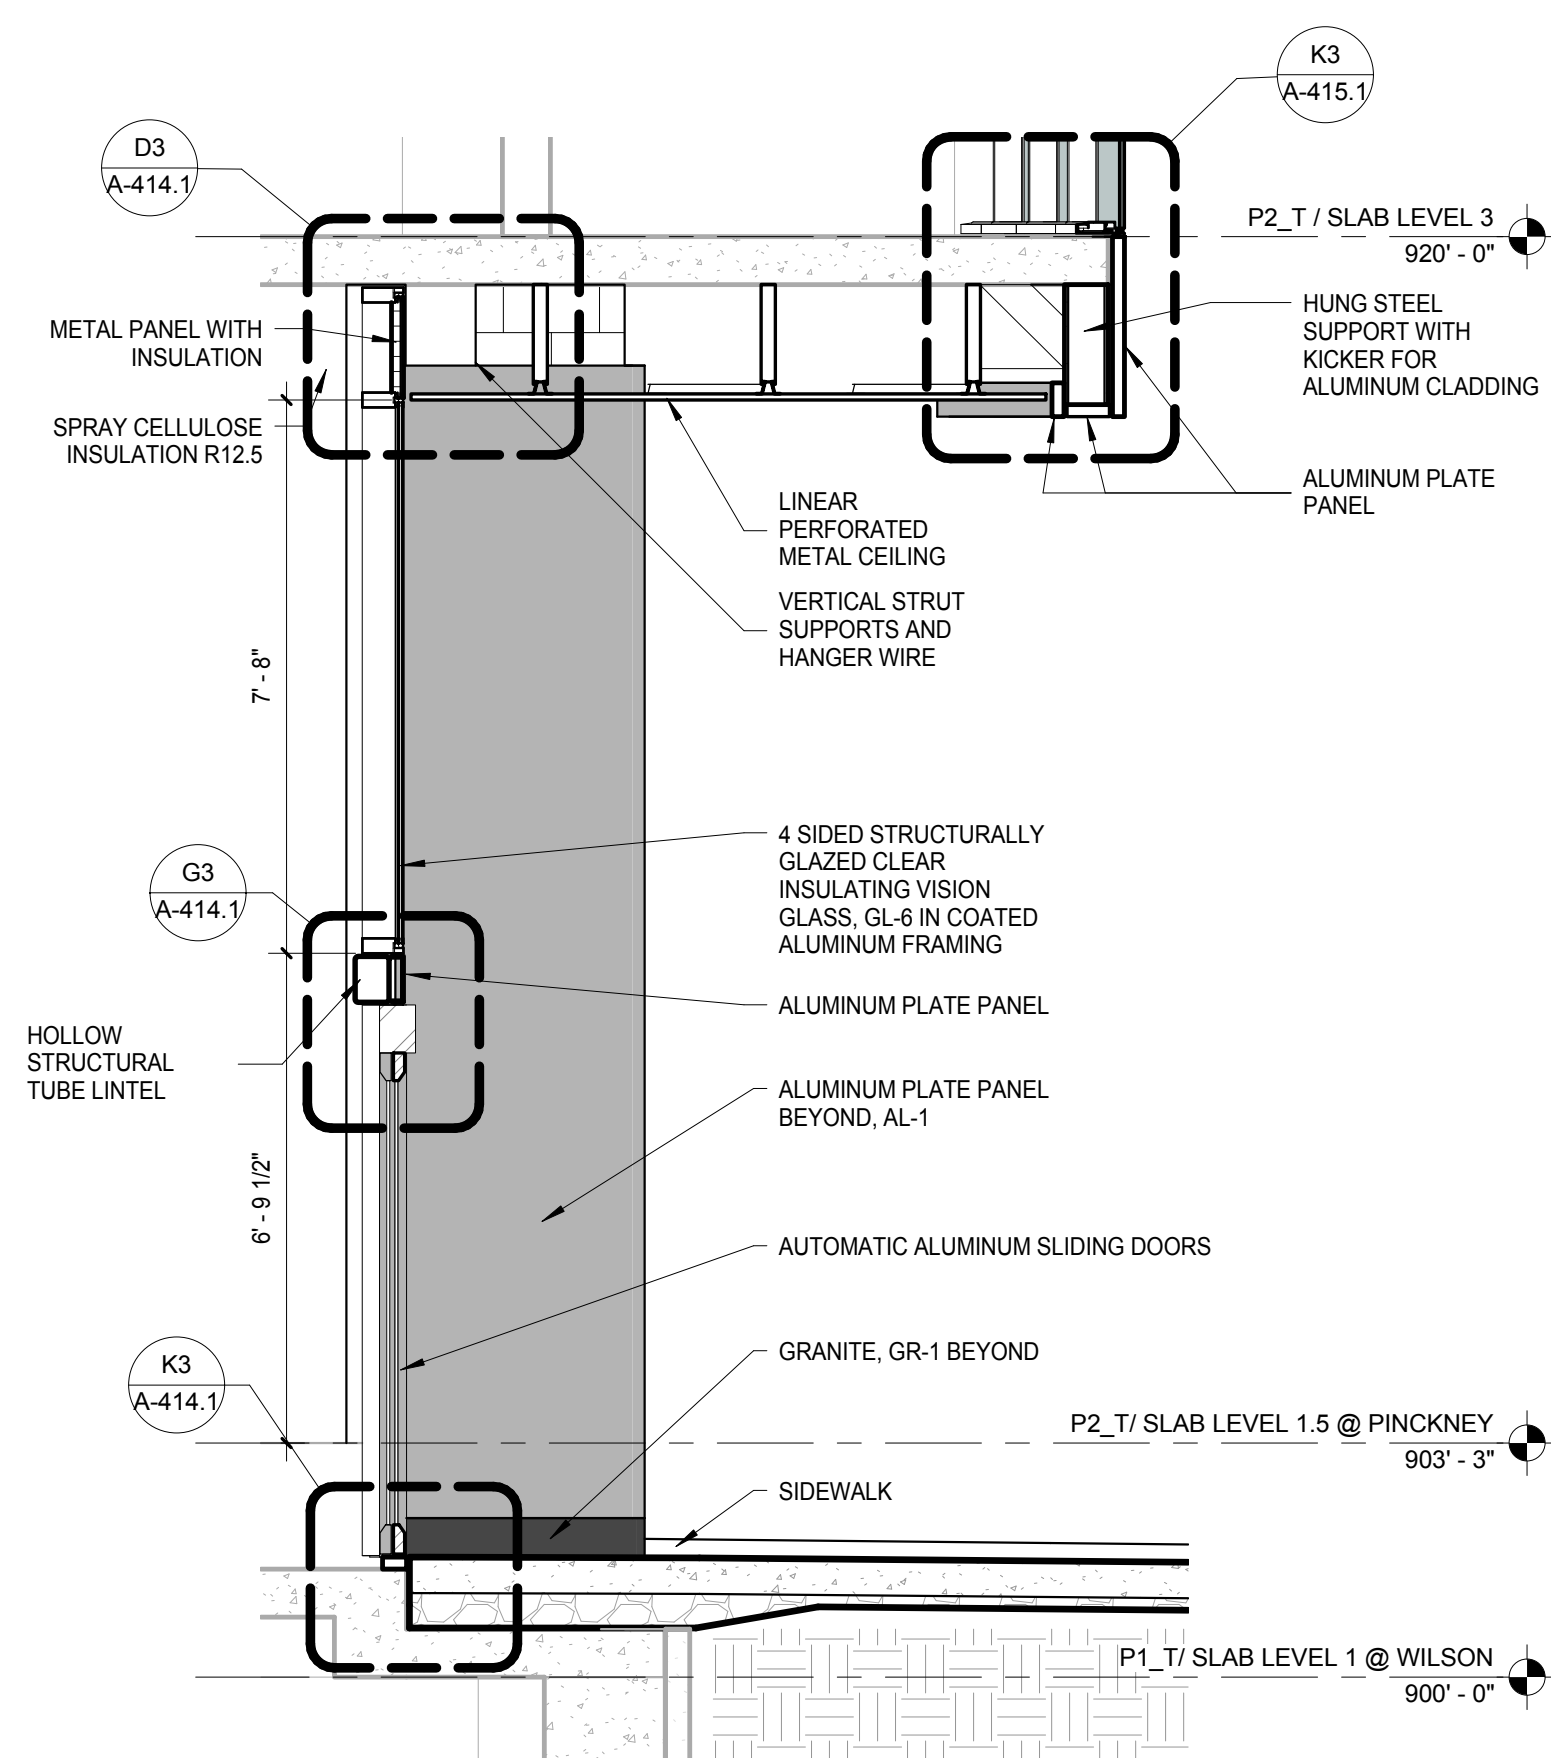 K3
A-415.1
D3
A-414.1
P2_T / SLAB LEVEL 3
920' - 0"
METAL PANEL WITH
INSULATION
HUNG STEEL
SUPPORT WITH
KICKER FOR
ALUMINUM CLADDING
SPRAY CELLULOSE
INSULATION R12.5
ALUMINUM PLATE
PANEL
LINEAR
PERFORATED
METAL CEILING
VERTICAL STRUT
SUPPORTS AND
HANGER WIRE
7' - 8"
4 SIDED STRUCTURALLY
GLAZED CLEAR
INSULATING VISION
GLASS, GL-6 IN COATED
ALUMINUM FRAMING
G3
A-414.1
ALUMINUM PLATE PANEL
HOLLOW
STRUCTURAL
TUBE LINTEL
ALUMINUM PLATE PANEL
BEYOND, AL-1
6' - 9 1/2"
AUTOMATIC ALUMINUM SLIDING DOORS
GRANITE, GR-1 BEYOND
K3
A-414.1
P2_T/ SLAB LEVEL 1.5 @ PINCKNEY
903' - 3"
SIDEWALK
P1_T/ SLAB LEVEL 1 @ WILSON
900' - 0"